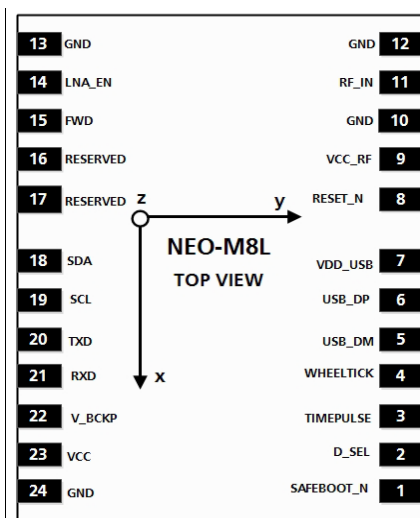 13 GND GND 12
14 LNA_EN RF_IN 11
15 FWD GND 10
16 RESERVED VCC_RF 9
17 RESERVED z y RESET_N 8
NEO-M8L
TOP VIEW
18 SDA VDD_USB 7
19 SCL USB_DP 6
20 TXD USB_DM 5
21 RXD x WHEELTICK 4
22 V_BCKP TIMEPULSE 3
23 VCC D_SEL 2
24 GND SAFEBOOT_N 1